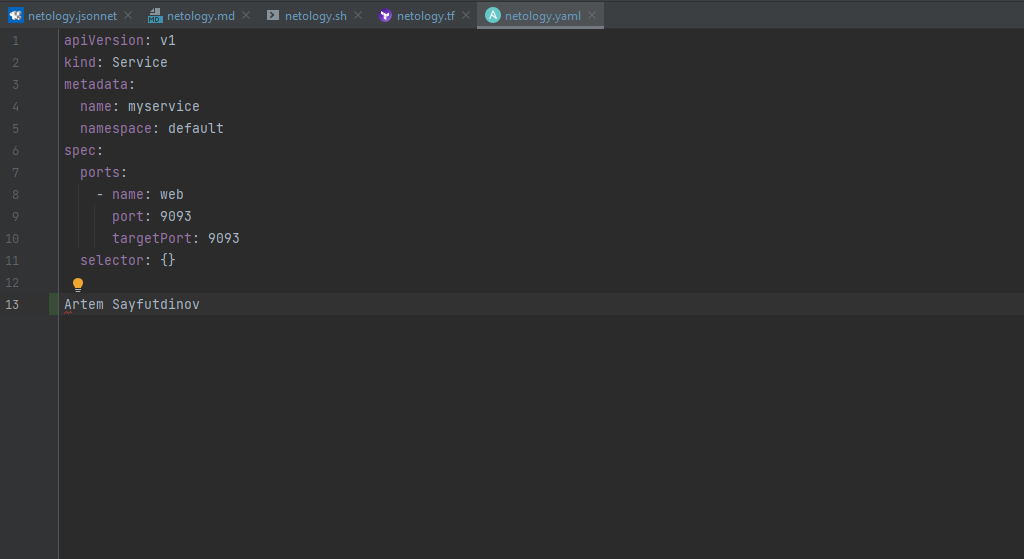 netology.jsonnet netology.md netology.sh netology.tf netology.yaml
1 apiVersion: v1
2 kind: Service
3 metadata:
4   name: myservice
5   namespace: default
6 spec:
7   ports:
8     - name: web
9       port: 9093
10       targetPort: 9093
11   selector: {}
12
13 Artem Sayfutdinov